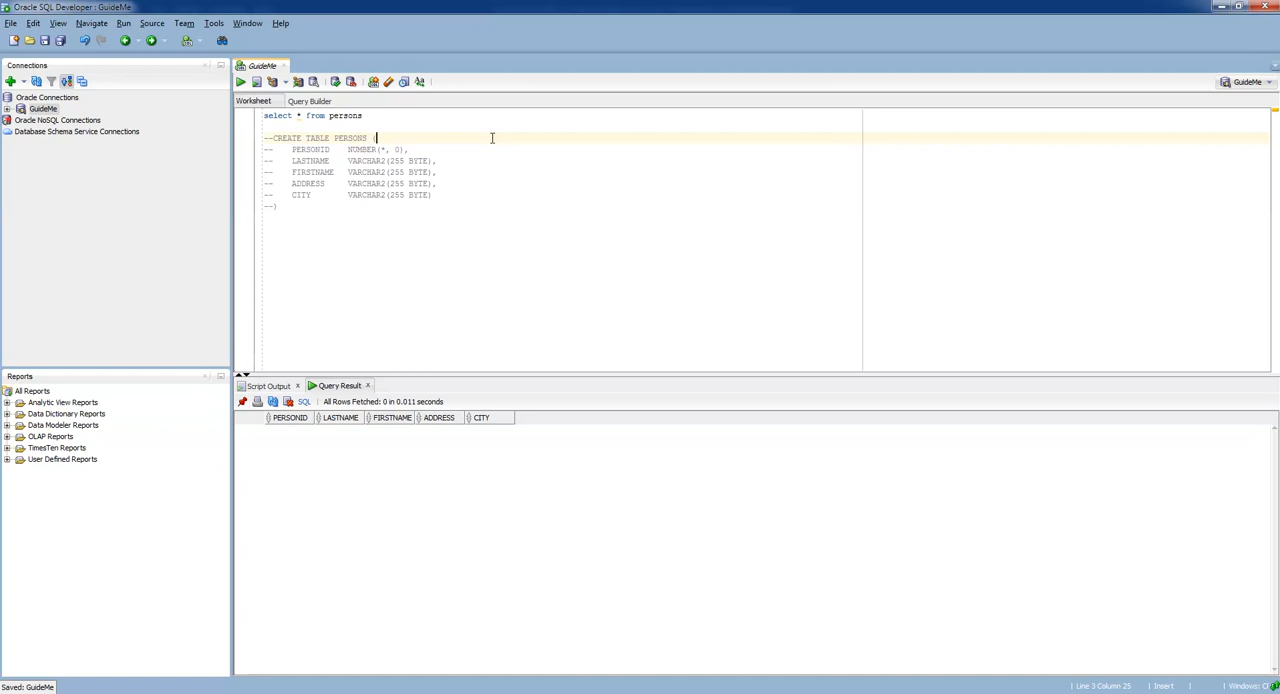 Oracle SQL Developer : GuideMe
File Edit View Navigate Run Source Team Tools Window Help
Connections
Oracle Connections
GuideMe
Oracle NoSQL Connections
Database Schema Service Connections
Reports
All Reports
Analytic View Reports
Data Dictionary Reports
Data Modeler Reports
OLAP Reports
TimesTen Reports
User Defined Reports
GuideMe
GuideMe
Worksheet Query Builder
select * from persons
--CREATE TABLE PERSONS (
-- PERSONID NUMBER(*, 0),
-- LASTNAME VARCHAR2(255 BYTE),
-- FIRSTNAME VARCHAR2(255 BYTE),
-- ADDRESS VARCHAR2(255 BYTE),
-- CITY VARCHAR2(255 BYTE)
--)
Script Output x Query Result x
SQL | All Rows Fetched: 0 in 0.011 seconds
PERSONID LASTNAME FIRSTNAME ADDRESS CITY
Saved: GuideMe
Line 3 Column 25 | Insert | Windows: